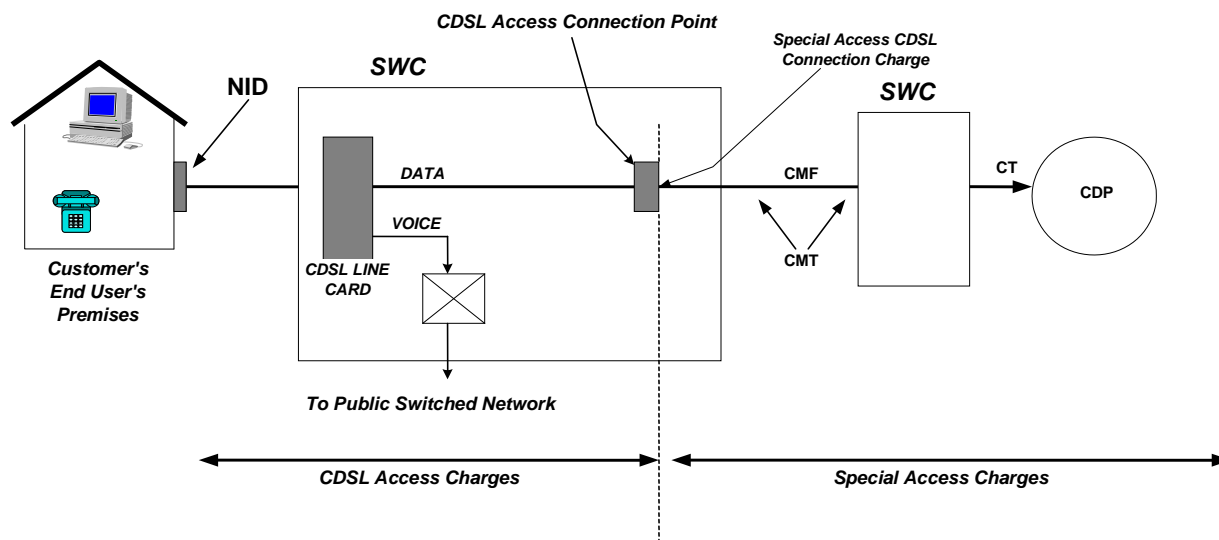 CDSL Access Connection Point
Special Access CDSL
Connection Charge
SWC
NID
SWC
DATA
CMF
CT
CDP
VOICE
CMT
CDSL LINE
CARD
Customer's
End User's
Premises
To Public Switched Network
CDSL Access Charges
Special Access Charges